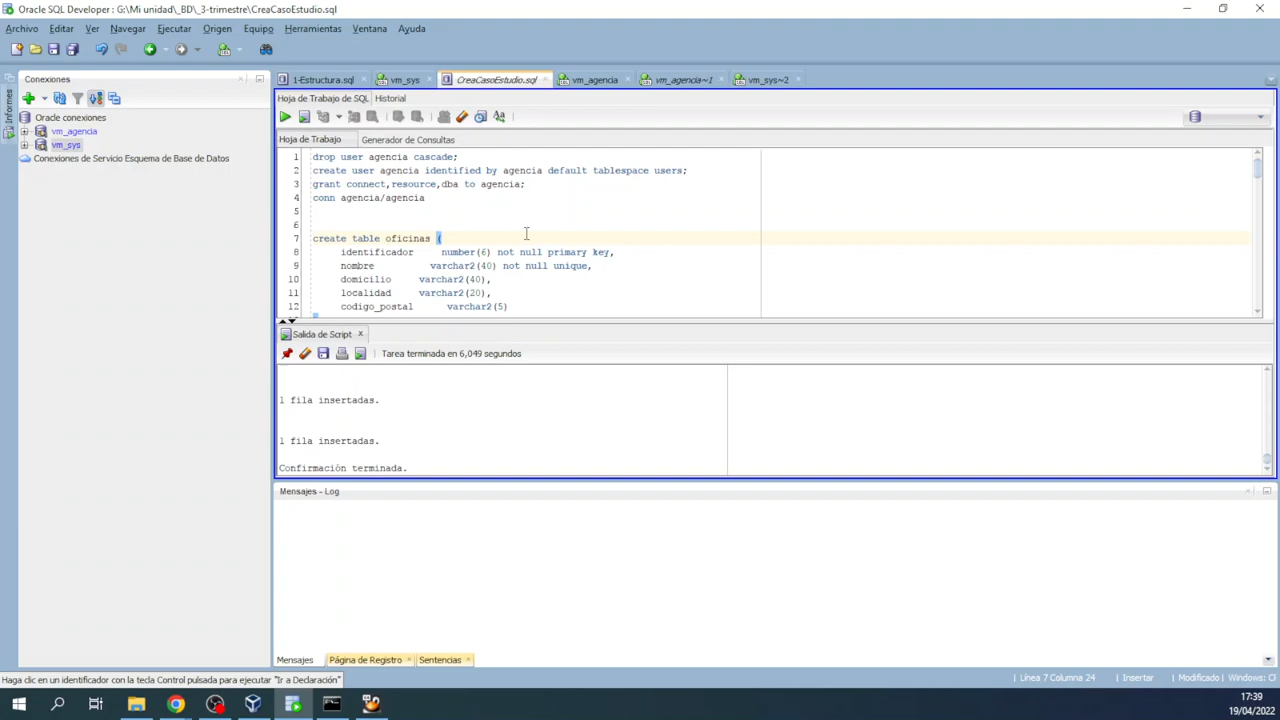 Oracle SQL Developer : G:\Mi unidad\_BD\_3-trimestre\CreaCasoEstudio.sql
Archivo Editar Ver Navegar Ejecutar Origen Equipo Herramientas Ventana Ayuda
Conexiones
1-Estructura.sql vm_sys CreaCasoEstudio.sql vm_agencia vm_agencia~1 vm_sys~2
Informes
Hoja de Trabajo de SQL Historial
Oracle conexiones
vm_agencia
vm_sys
Conexiones de Servicio Esquema de Base de Datos
Hoja de Trabajo Generador de Consultas
1 drop user agencia cascade;
2 create user agencia identified by agencia default tablespace users;
3 grant connect,resource,dba to agencia;
4 conn agencia/agencia
5
6
7 create table oficinas (
8 identificador number(6) not null primary key,
9 nombre varchar2(40) not null unique,
10 domicilio varchar2(40),
11 localidad varchar2(20),
12 codigo_postal varchar2(5)
Salida de Script
Tarea terminada en 6,049 segundos
1 fila insertadas.
1 fila insertadas.
Confirmación terminada.
Mensajes - Log
Mensajes Página de Registro Sentencias
Haga clic en un identificador con la tecla Control pulsada para ejecutar "Ir a Declaración"
Línea 7 Columna 24 Insertar Modificado Windows: C
17:39
19/04/2022